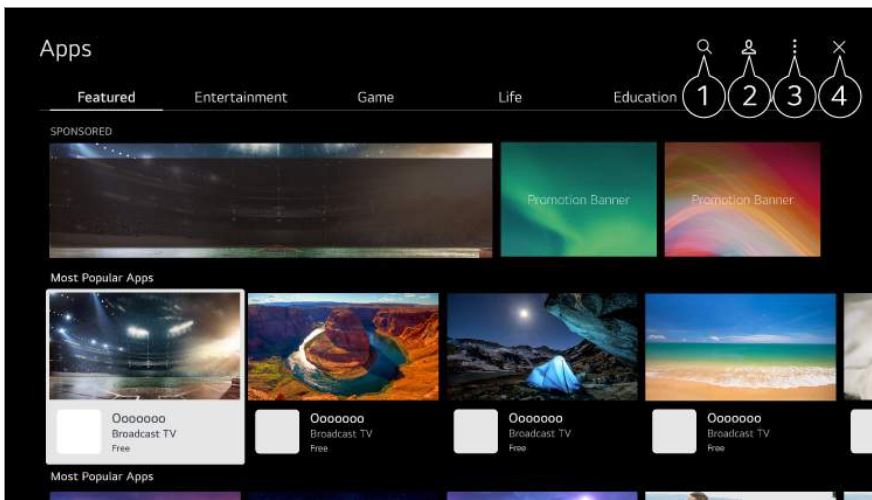 Apps
Featured Entertainment Game Life Education
1 2 3 4
SPONSORED
Promotion Banner Promotion Banner
Most Popular Apps
Ooooooo Ooooooo Ooooooo Ooooooo
Broadcast TV Broadcast TV Broadcast TV Broadcast TV
Free Free Free Free
Most Popular Apps